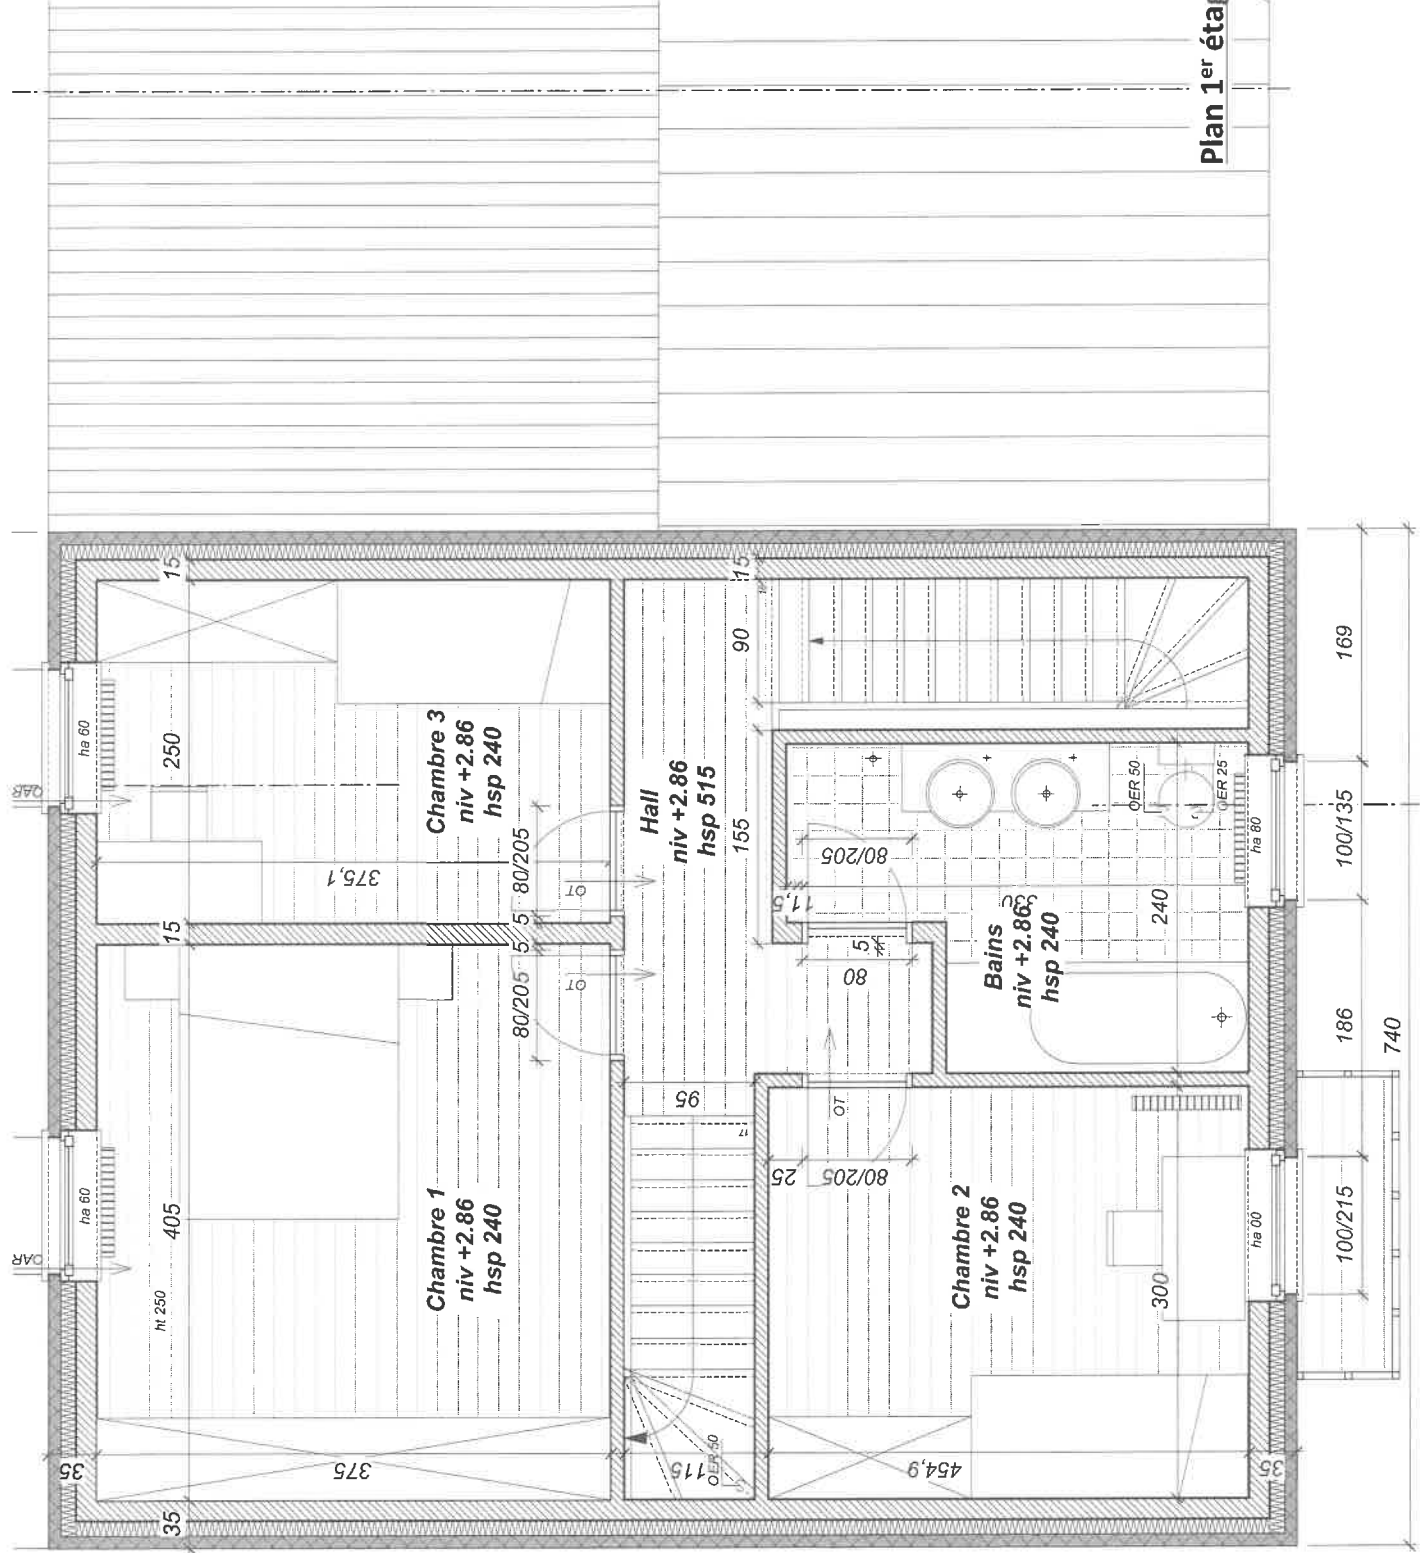 Plan 1er éta
Chambre 3
niv +2.86
hsp 240
Chambre 1
niv +2.86
hsp 240
Hall
niv +2.86
hsp 515
Bains
niv +2.86
hsp 240
Chambre 2
niv +2.86
hsp 240
OAR
ha 60
15
250
375,1
80/205
5
OT
15
OAR
ha 60
405
ht 250
80/205
5
OT
35
35
375
15
90
155
95
17
115
OER 50
11,5
80/205
5
80
240
OER 50
OER 25
ha 80
OT
25
80/205
300
ha 00
454,9
35
169
100/135
186
100/215
740